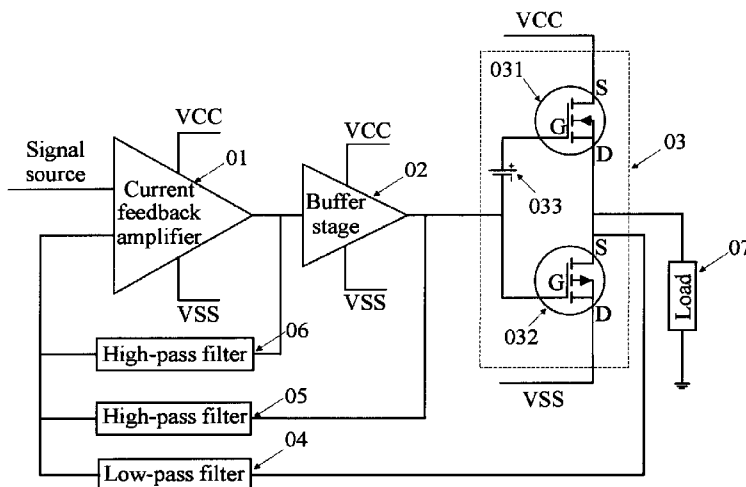 VCC
031
S
G
D
03
033
VCC
Signal
source
01
Current
feedback
amplifier
VSS
VCC
02
Buffer
stage
VSS
S
G
D
032
07
Load
VSS
06
High-pass filter
05
High-pass filter
04
Low-pass filter